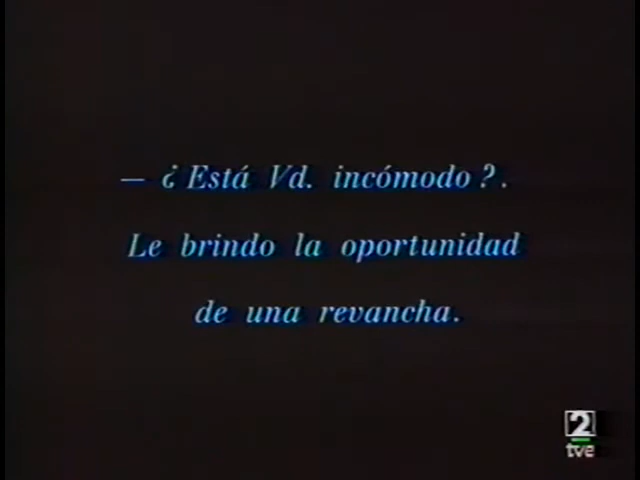 — ¿Está Vd. incómodo?.
Le brindo la oportunidad
de una revancha.
2
tve